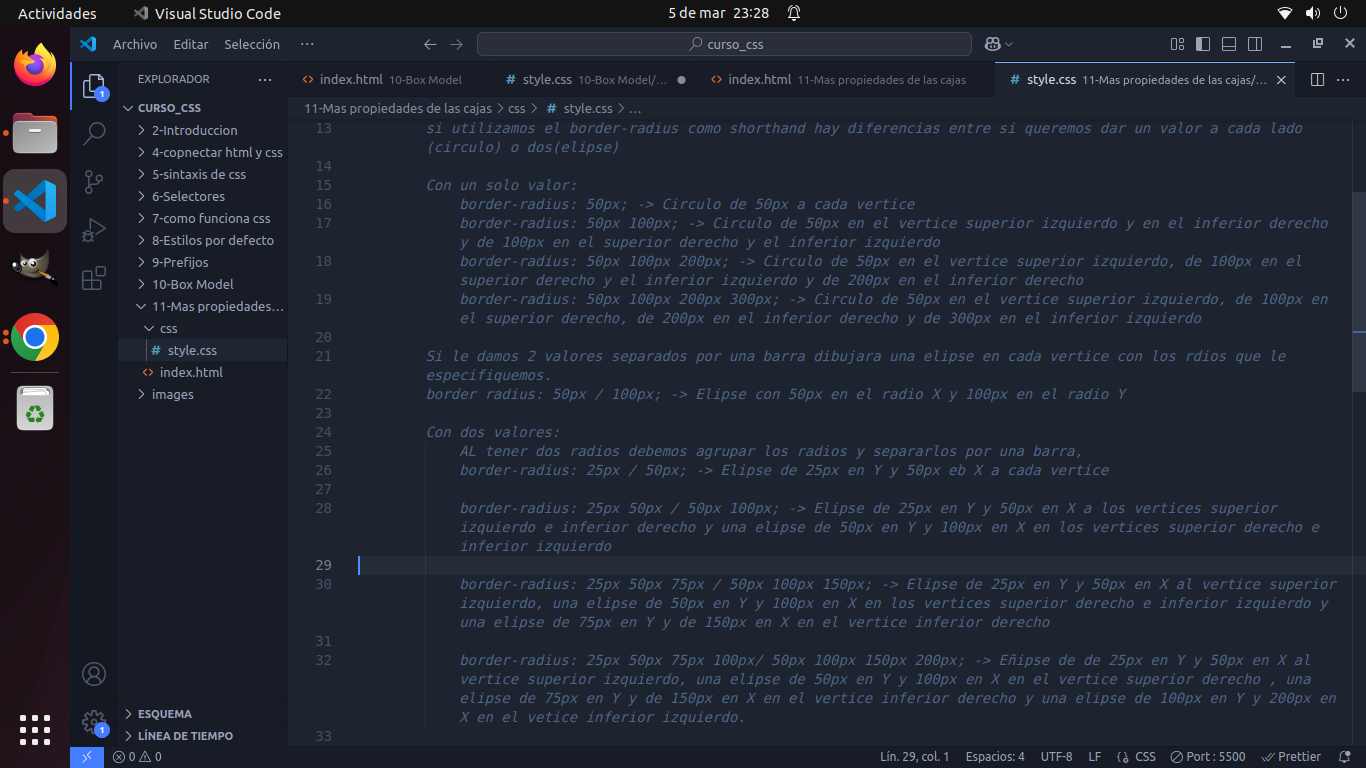 Actividades
Visual Studio Code
5 de mar 23:28
Archivo Editar Selección ···
curso_css
EXPLORADOR ···
index.html 10-Box Model
style.css 10-Box Model/...
index.html 11-Mas propiedades de las cajas
style.css 11-Mas propiedades de las cajas/...
11-Mas propiedades de las cajas > css > # style.css > ...
1
CURSO_CSS
2-Introduccion
4-copnectar html y css
5-sintaxis de css
6-Selectores
7-como funciona css
8-Estilos por defecto
9-Prefijos
10-Box Model
11-Mas propiedades...
css
# style.css
<> index.html
images
ESQUEMA
LÍNEA DE TIEMPO
1
13 si utilizamos el border-radius como shorthand hay diferencias entre si queremos dar un valor a cada lado
(circulo) o dos(elipse)
14
15 Con un solo valor:
16 border-radius: 50px; -> Circulo de 50px a cada vertice
17 border-radius: 50px 100px; -> Circulo de 50px en el vertice superior izquierdo y en el inferior derecho
y de 100px en el superior derecho y el inferior izquierdo
18 border-radius: 50px 100px 200px; -> Circulo de 50px en el vertice superior izquierdo, de 100px en el
superior derecho y el inferior izquierdo y de 200px en el inferior derecho
19 border-radius: 50px 100px 200px 300px; -> Circulo de 50px en el vertice superior izquierdo, de 100px en
el superior derecho, de 200px en el inferior derecho y de 300px en el inferior izquierdo
20
21 Si le damos 2 valores separados por una barra dibujara una elipse en cada vertice con los rdios que le
especifiquemos.
22 border radius: 50px / 100px; -> Elipse con 50px en el radio X y 100px en el radio Y
23
24 Con dos valores:
25 AL tener dos radios debemos agrupar los radios y separarlos por una barra,
26 border-radius: 25px / 50px; -> Elipse de 25px en Y y 50px eb X a cada vertice
27
28 border-radius: 25px 50px / 50px 100px; -> Elipse de 25px en Y y 50px en X a los vertices superior
izquierdo e inferior derecho y una elipse de 50px en Y y 100px en X en los vertices superior derecho e
inferior izquierdo
29
30 border-radius: 25px 50px 75px / 50px 100px 150px; -> Elipse de 25px en Y y 50px en X al vertice superior
izquierdo, una elipse de 50px en Y y 100px en X en los vertices superior derecho e inferior izquierdo y
una elipse de 75px en Y y de 150px en X en el vertice inferior derecho
31
32 border-radius: 25px 50px 75px 100px/ 50px 100px 150px 200px; -> Eñipse de de 25px en Y y 50px en X al
vertice superior izquierdo, una elipse de 50px en Y y 100px en X en el vertice superior derecho , una
elipse de 75px en Y y de 150px en X en el vertice inferior derecho y una elipse de 100px en Y y 200px en
X en el vetice inferior izquierdo.
33
0 0
Lín. 29, col. 1 Espacios: 4 UTF-8 LF {} CSS Port : 5500 Prettier